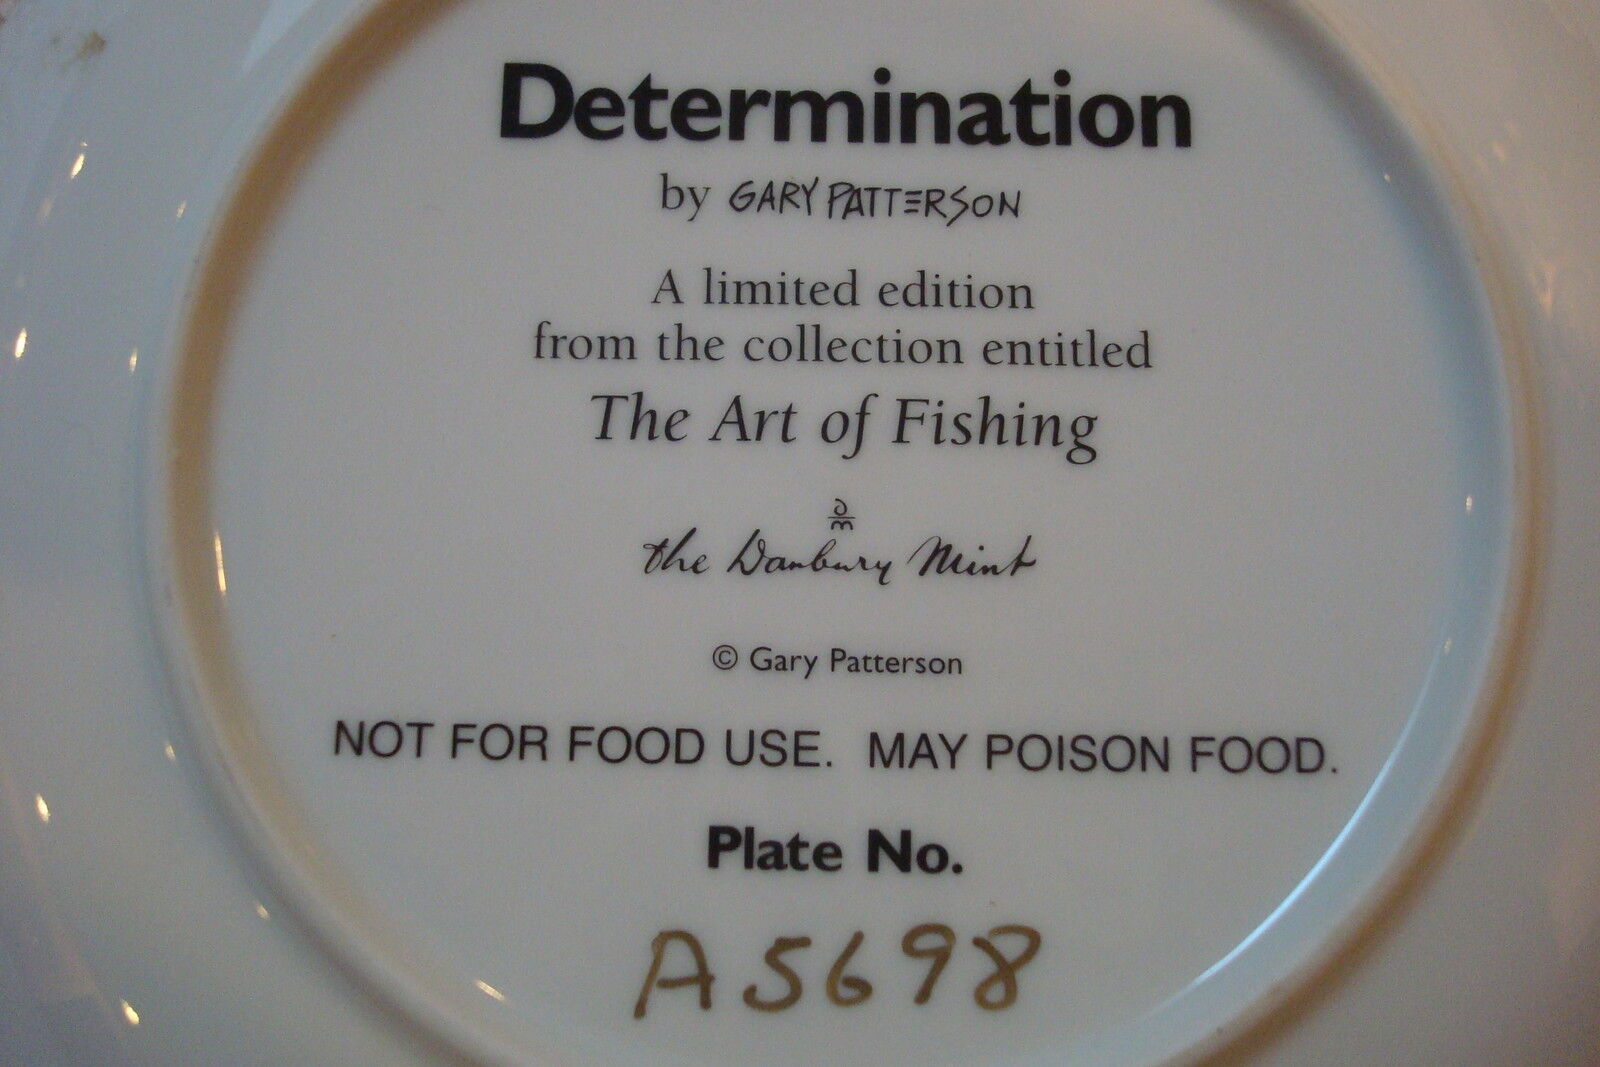 Determination
by GARY PATTERSON
A limited edition
from the collection entitled
The Art of Fishing
dm
the Danbury Mint
© Gary Patterson
NOT FOR FOOD USE. MAY POISON FOOD.
Plate No.
A5698